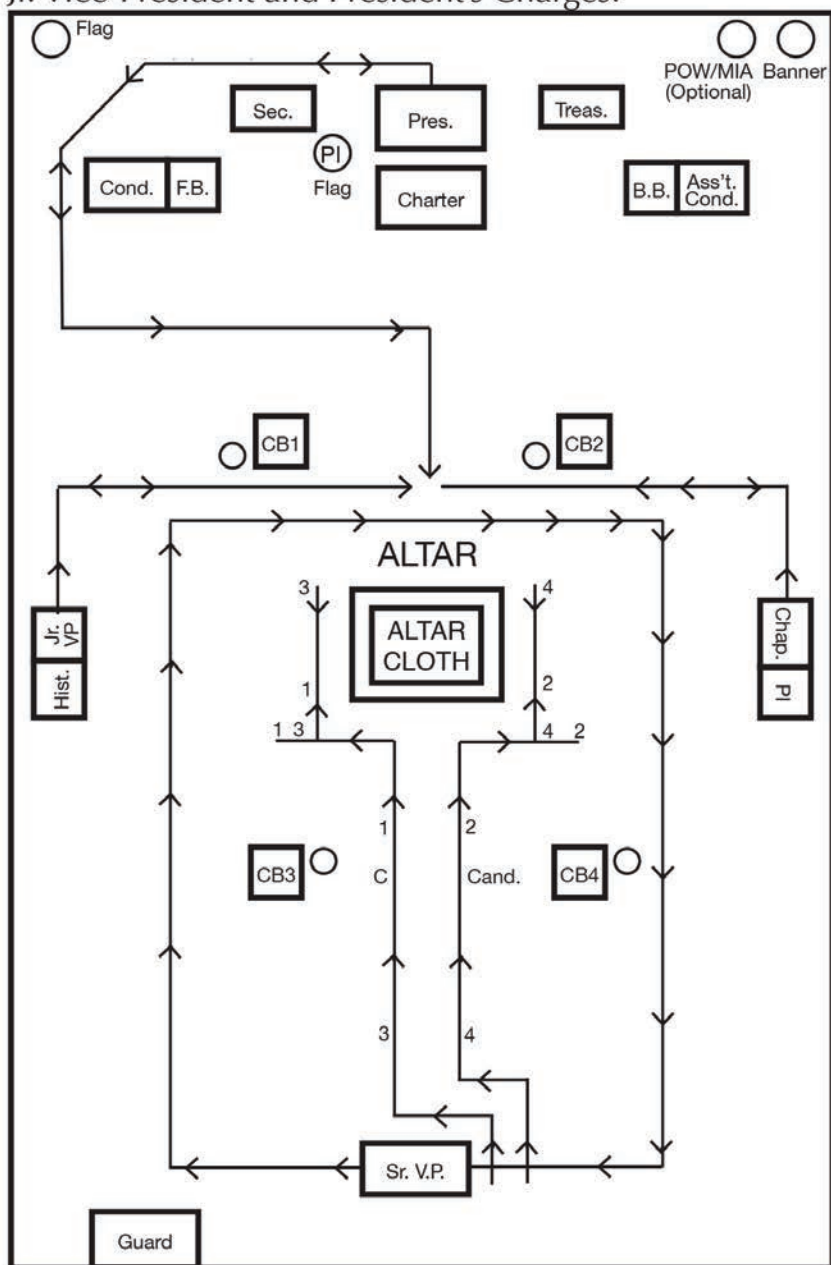 Jr. Vice President and President's Charges.
Flag
POW/MIA
(Optional)
Banner
Sec.
Pres.
Treas.
PI
Flag
Cond.
F.B.
Charter
B.B.
Ass't.
Cond.
CB1
CB2
ALTAR
ALTAR
CLOTH
3
4
Jr.
VP
Hist.
Chap.
PI
1
2
1 3
4 2
1
2
CB3
C
Cand.
CB4
3
4
Sr. V.P.
Guard